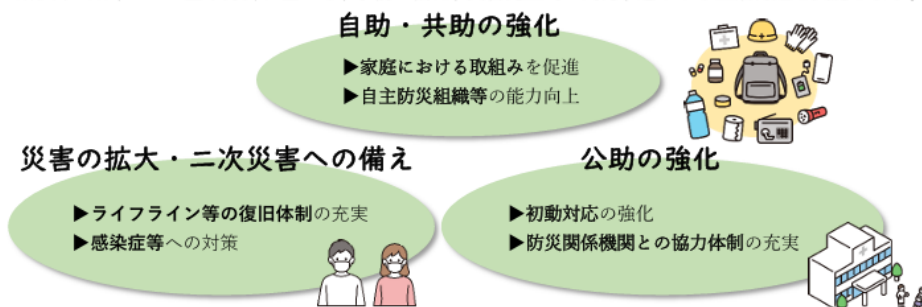 自助・共助の強化
▶家庭における取組みを促進
▶自主防災組織等の能力向上
災害の拡大・二次災害への備え
▶ライフライン等の復旧体制の充実
▶感染症等への対策
公助の強化
▶初動対応の強化
▶防災関係機関との協力体制の充実